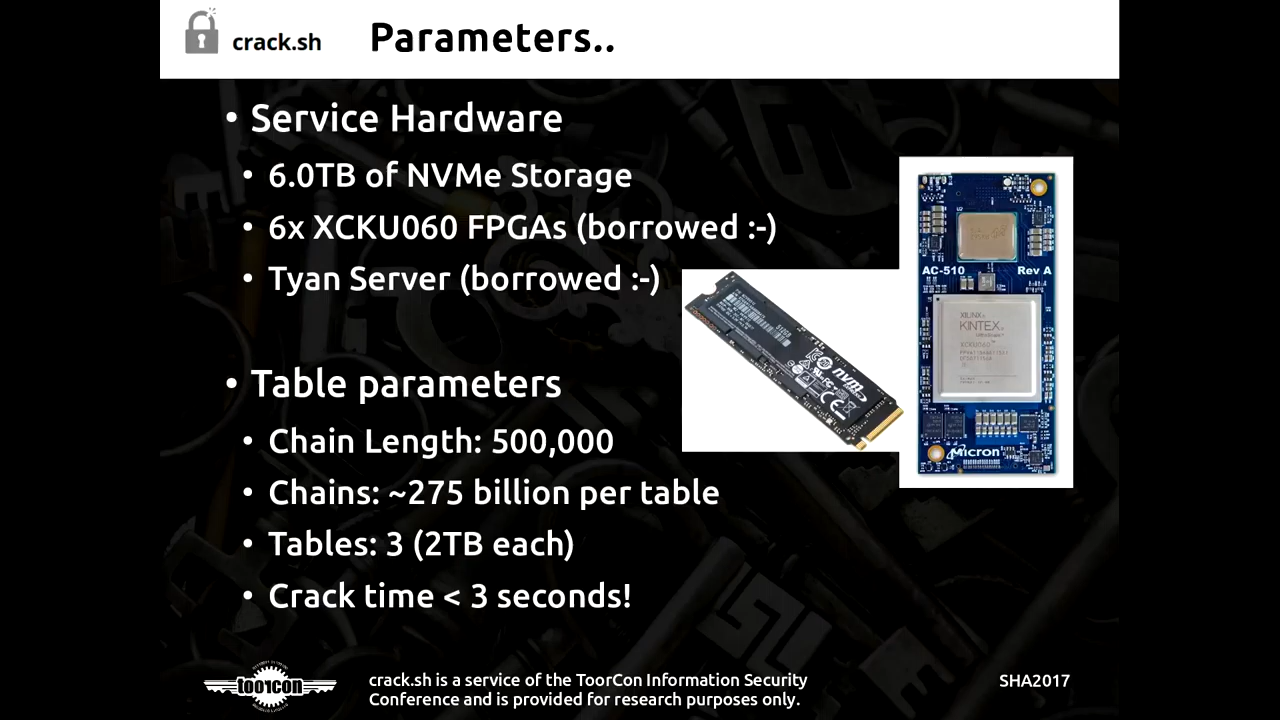 crack.sh
Parameters..
• Service Hardware
• 6.0TB of NVMe Storage
• 6x XCKU060 FPGAs (borrowed :-)
• Tyan Server (borrowed :-)
AC-510 Rev A
XILINX
KINTEX
XCKU060
nvm
Micron
• Table parameters
• Chain Length: 500,000
• Chains: ~275 billion per table
• Tables: 3 (2TB each)
• Crack time < 3 seconds!
toorcon
crack.sh is a service of the ToorCon Information Security
Conference and is provided for research purposes only.
SHA2017